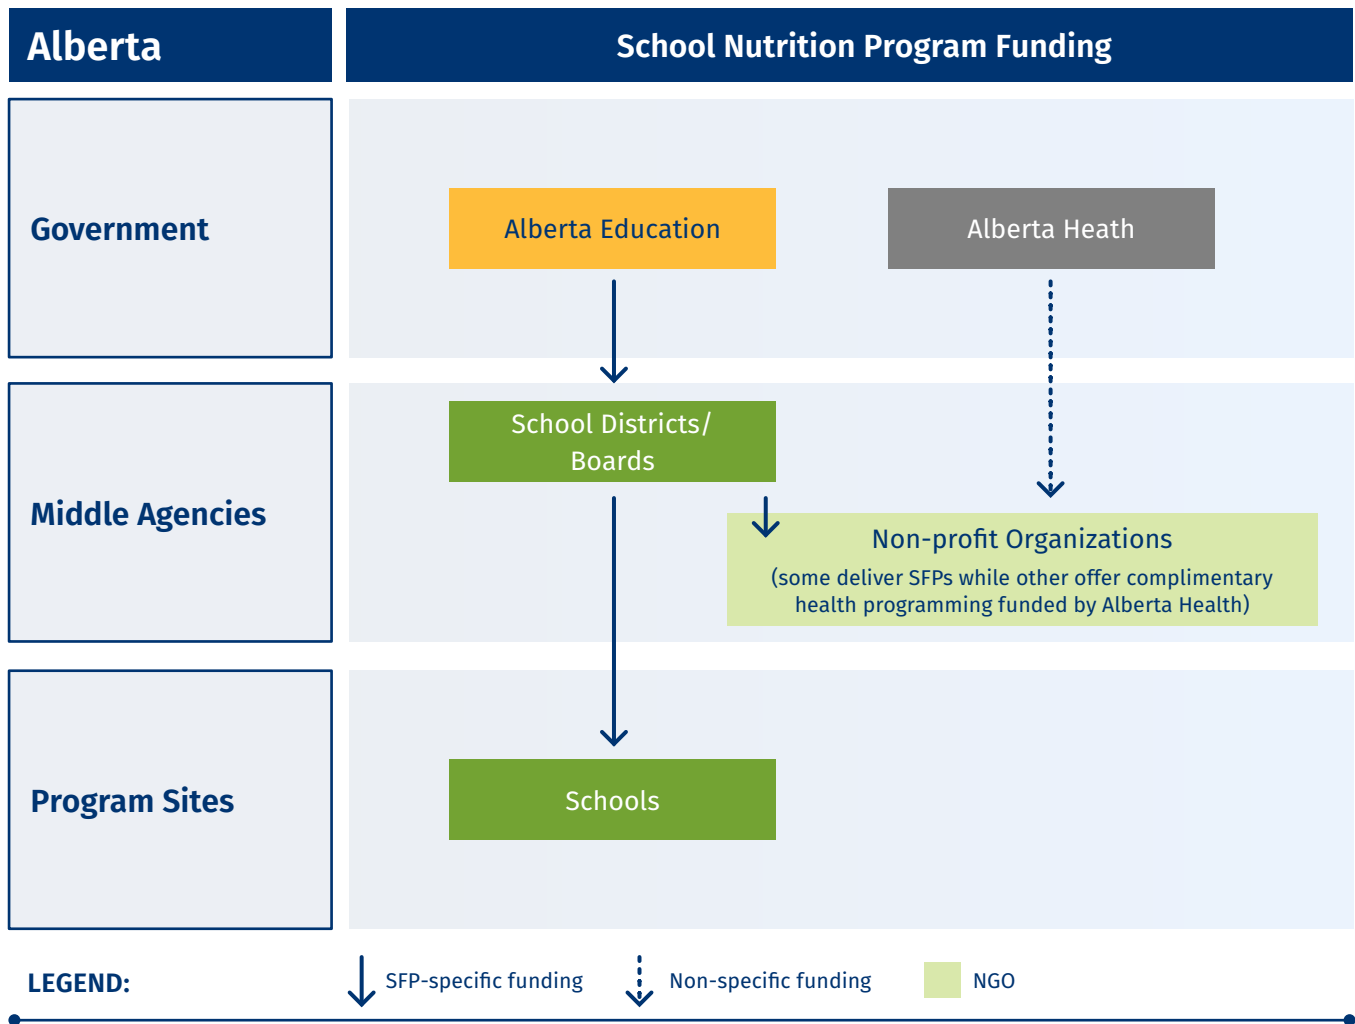 Alberta
School Nutrition Program Funding
Government
Alberta Education
Alberta Heath
Middle Agencies
School Districts/
Boards
Non-profit Organizations
(some deliver SFPs while other offer complimentary
health programming funded by Alberta Health)
Program Sites
Schools
LEGEND:
SFP-specific funding
Non-specific funding
NGO